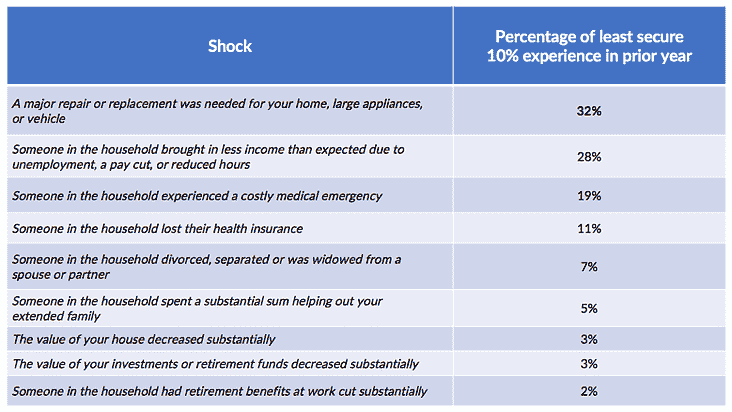 Shock
Percentage of least secure
10% experience in prior year
A major repair or replacement was needed for your home, large appliances,
or vehicle
32%
Someone in the household brought in less income than expected due to
unemployment, a pay cut, or reduced hours
28%
Someone in the household experienced a costly medical emergency
19%
Someone in the household lost their health insurance
11%
Someone in the household divorced, separated or was widowed from a
spouse or partner
7%
Someone in the household spent a substantial sum helping out your
extended family
5%
The value of your house decreased substantially
3%
The value of your investments or retirement funds decreased substantially
3%
Someone in the household had retirement benefits at work cut substantially
2%